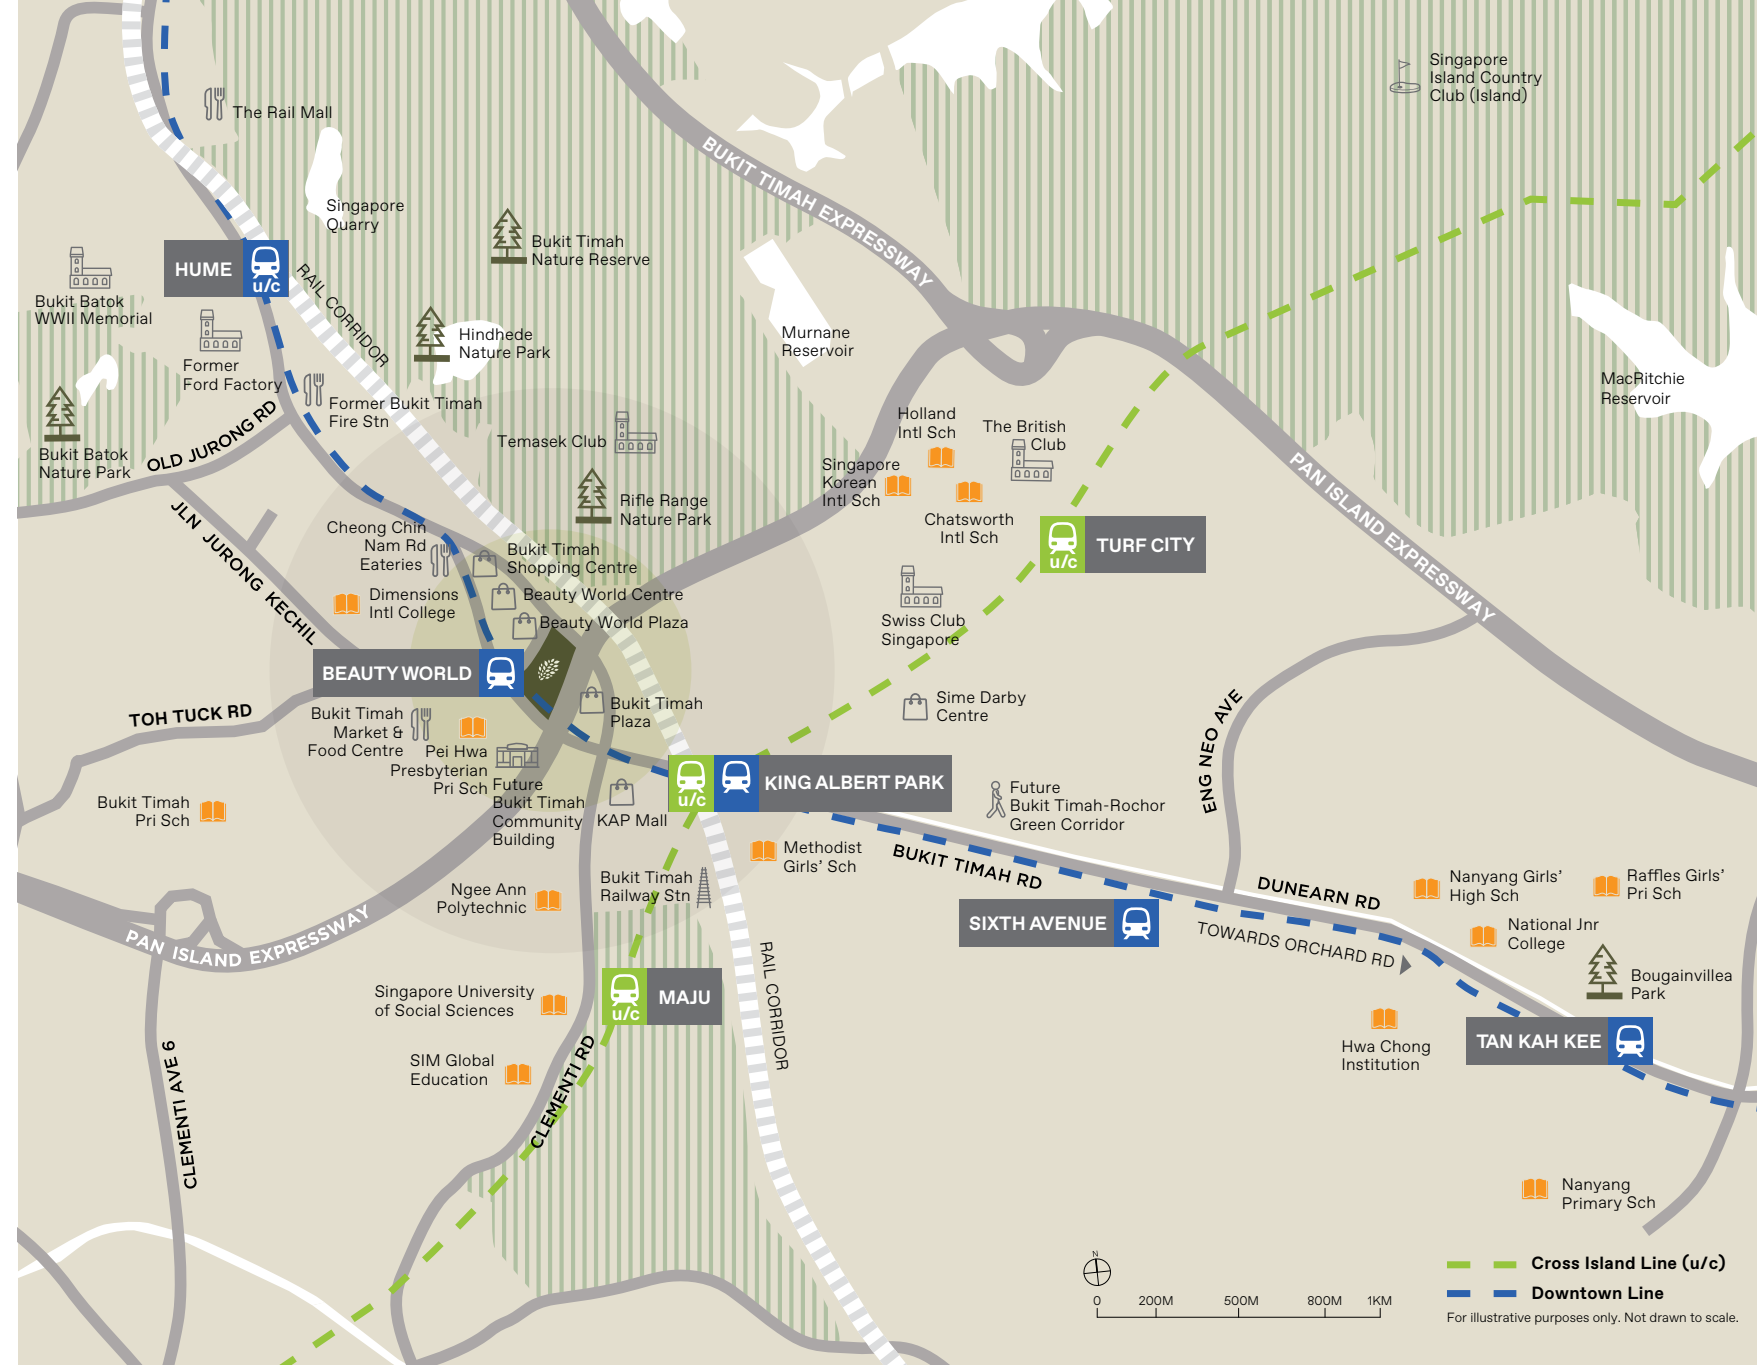 Singapore
Island Country
Club (Island)
The Rail Mall
BUKIT TIMAH EXPRESSWAY
Singapore
Quarry
Bukit Timah
Nature Reserve
HUME
u/c
RAIL CORRIDOR
Bukit Batok
WWII Memorial
Hindhede
Nature Park
Murnane
Reservoir
Former
Ford Factory
MacRitchie
Reservoir
Former Bukit Timah
Fire Stn
OLD JURONG RD
Bukit Batok
Nature Park
Temasek Club
Holland
Intl Sch
The British
Club
Singapore
Korean
Intl Sch
Chatsworth
Intl Sch
PAN ISLAND EXPRESSWAY
Rifle Range
Nature Park
JLN JURONG KECHIL
Cheong Chin
Nam Rd
Eateries
Bukit Timah
Shopping Centre
u/c
TURF CITY
Dimensions
Intl College
Beauty World Centre
Beauty World Plaza
Swiss Club
Singapore
BEAUTY WORLD
TOH TUCK RD
Bukit Timah
Market &
Food Centre
Bukit Timah
Plaza
Sime Darby
Centre
ENG NEO AVE
Pei Hwa
Presbyterian
Pri Sch
Future
Bukit Timah
Community
Building
KAP Mall
u/c
KING ALBERT PARK
Future
Bukit Timah-Rochor
Green Corridor
Bukit Timah
Pri Sch
Methodist
Girls' Sch
BUKIT TIMAH RD
DUNEARN RD
Nanyang Girls'
High Sch
Raffles Girls'
Pri Sch
Ngee Ann
Polytechnic
Bukit Timah
Railway Stn
SIXTH AVENUE
TOWARDS ORCHARD RD
National Jnr
College
PAN ISLAND EXPRESSWAY
RAIL CORRIDOR
Bougainvillea
Park
Singapore University
of Social Sciences
u/c
MAJU
Hwa Chong
Institution
TAN KAH KEE
SIM Global
Education
CLEMENTI RD
CLEMENTI AVE 6
Nanyang
Primary Sch
N
0 200M 500M 800M 1KM
Cross Island Line (u/c)
Downtown Line
For illustrative purposes only. Not drawn to scale.